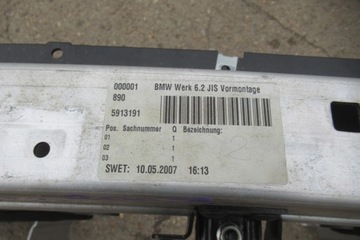 000001 BMW Werk 6.2 JIS Vormontage
890
5913191
Pos. Sachnummer Q Bezeichnung:
01 1
02 1
03 1
SWET: 10.05.2007 16:13